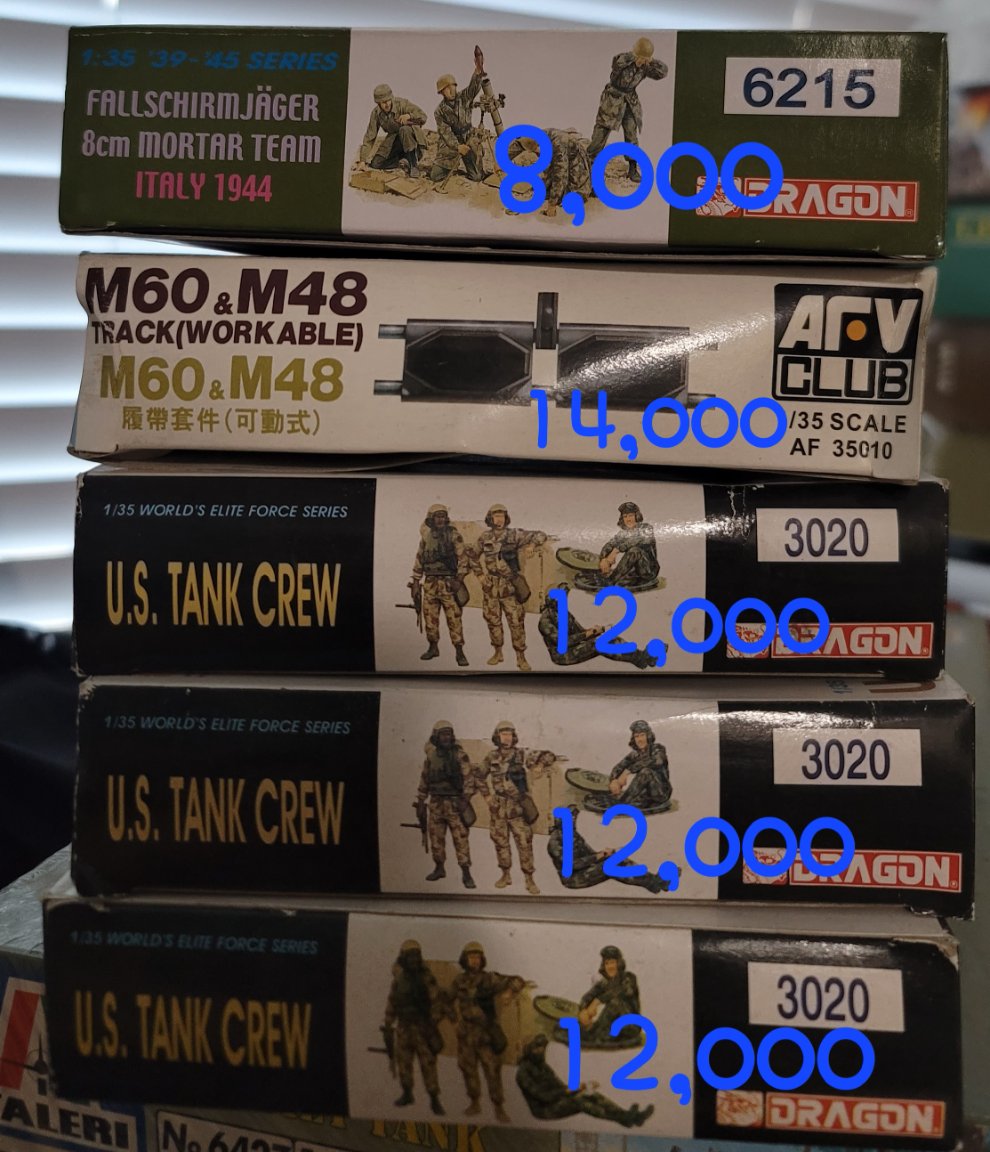 1:35 '39-'45 SERIES
FALLSCHIRMJÄGER
8cm MORTAR TEAM
ITALY 1944
6215
8,000
DRAGON
M60 & M48
TRACK(WORKABLE)
M60 & M48
履帶套件(可動式)
AFV
CLUB
14,000
/35 SCALE
AF 35010
1/35 WORLD'S ELITE FORCE SERIES
U.S. TANK CREW
3020
12,000
DRAGON
1/35 WORLD'S ELITE FORCE SERIES
U.S. TANK CREW
3020
12,000
DRAGON
1/35 WORLD'S ELITE FORCE SERIES
U.S. TANK CREW
3020
12,000
DRAGON
TALERI
TANK